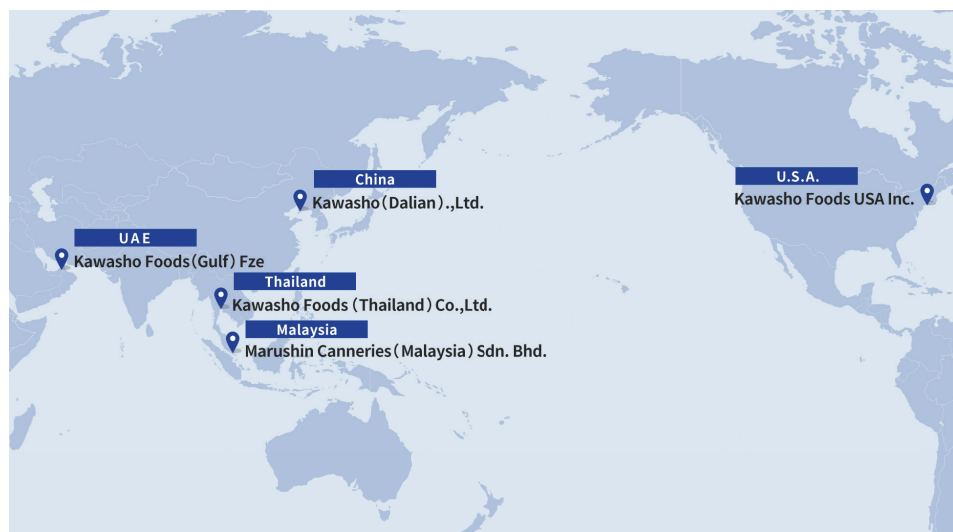 China
Kawasho(Dalian).,Ltd.
U.S.A.
Kawasho Foods USA Inc.
UAE
Kawasho Foods(Gulf) Fze
Thailand
Kawasho Foods (Thailand) Co.,Ltd.
Malaysia
Marushin Canneries(Malaysia) Sdn. Bhd.